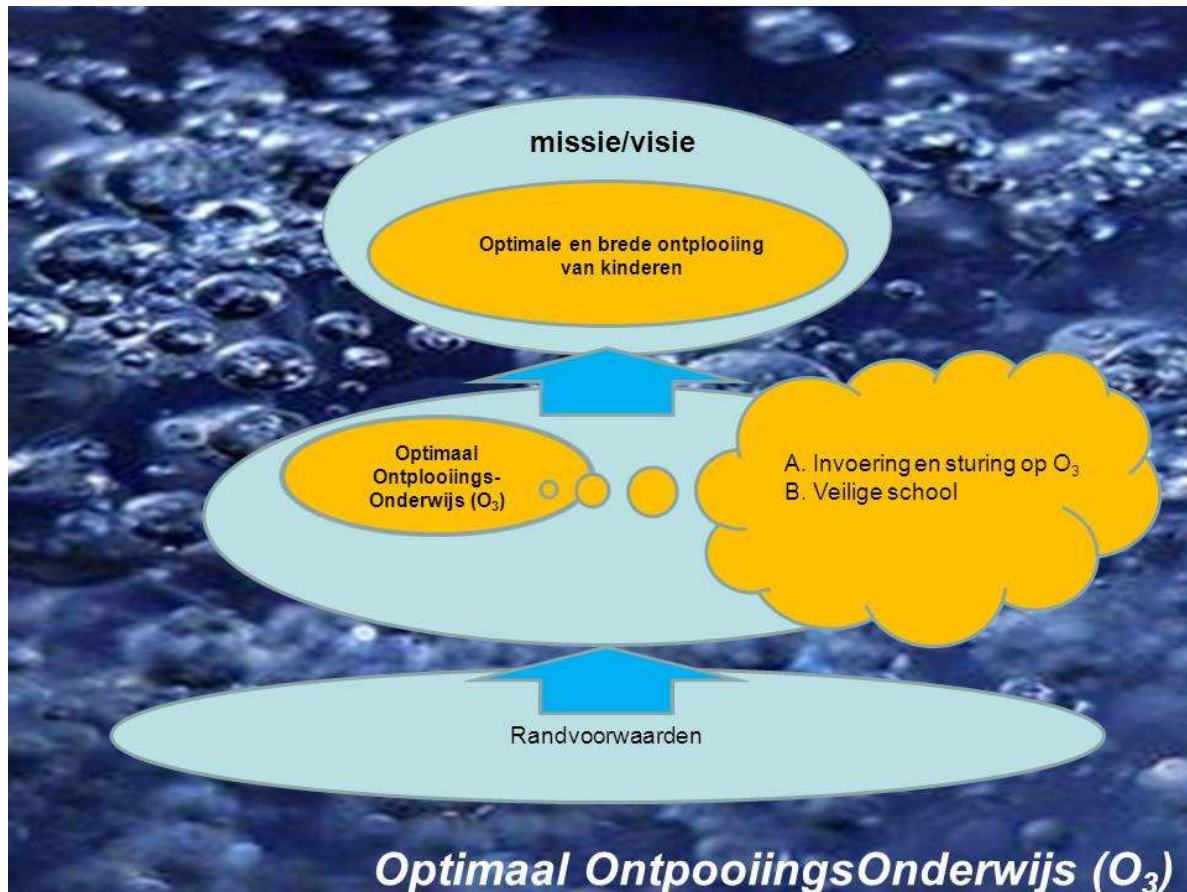 missie/visie
Optimale en brede ontplooiing
van kinderen
Optimaal
Ontplooiings-
Onderwijs (O₃)
A. Invoering en sturing op O₃
B. Veilige school
Randvoorwaarden
Optimaal OntpooiingsOnderwijs (O₃)